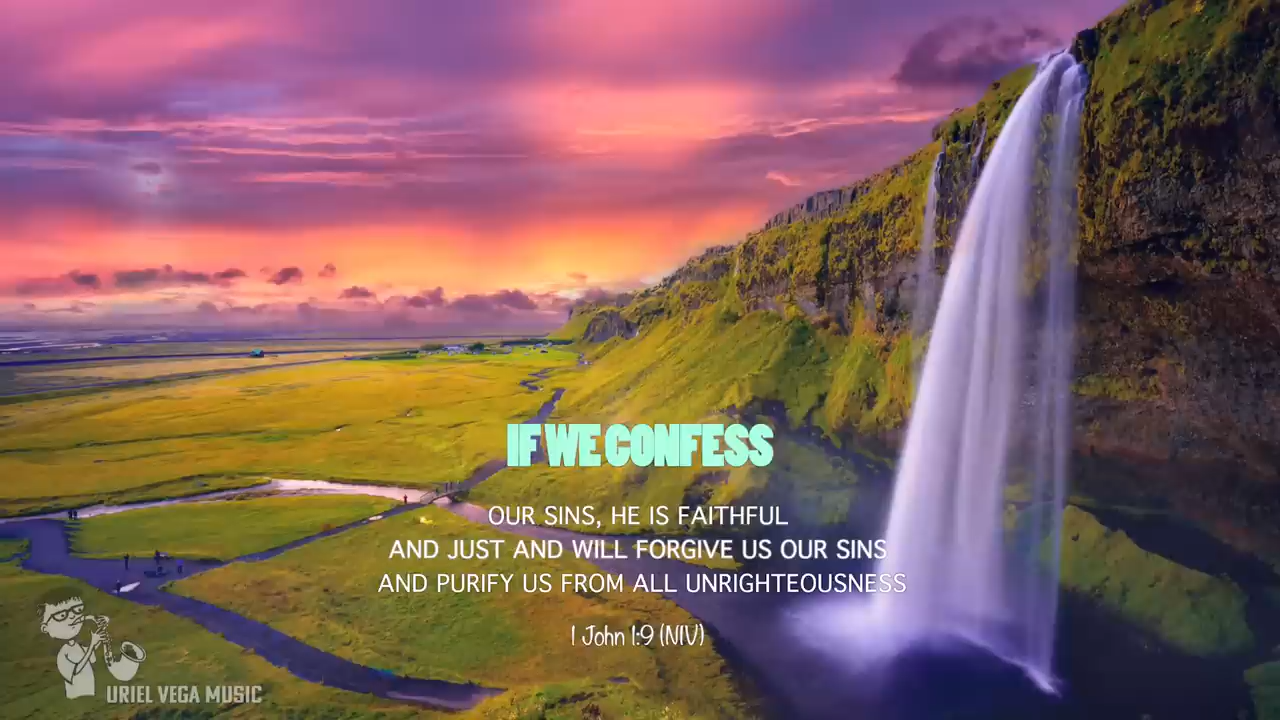 IF WE CONFESS
OUR SINS, HE IS FAITHFUL
AND JUST AND WILL FORGIVE US OUR SINS
AND PURIFY US FROM ALL UNRIGHTEOUSNESS
1 John 1:9 (NIV)
URIEL VEGA MUSIC